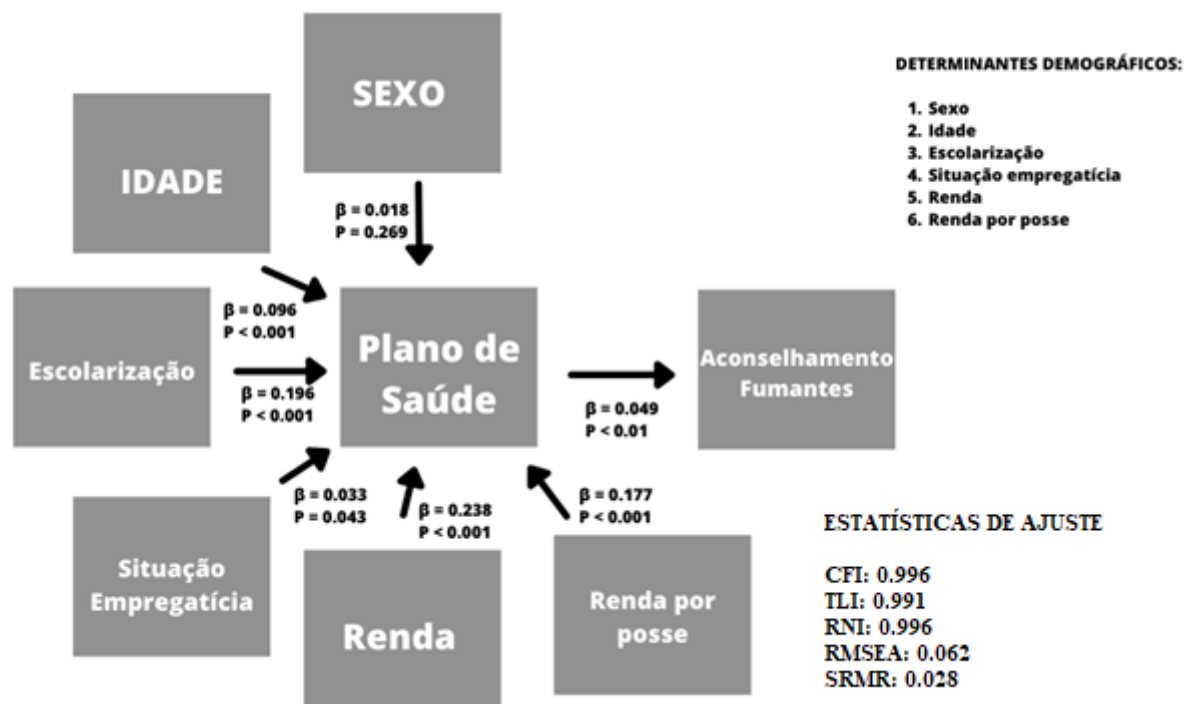 SEXO
DETERMINANTES DEMOGRÁFICOS:
1. Sexo
2. Idade
3. Escolarização
4. Situação empregatícia
5. Renda
6. Renda por posse
IDADE
β = 0.018
P = 0.269
β = 0.096
P < 0.001
Escolarização
β = 0.196
P < 0.001
Plano de
Saúde
β = 0.049
P < 0.01
Aconselhamento
Fumantes
β = 0.033
P = 0.043
β = 0.238
P < 0.001
β = 0.177
P < 0.001
Situação
Empregatícia
Renda
Renda por
posse
ESTATÍSTICAS DE AJUSTE
CFI: 0.996
TLI: 0.991
RNI: 0.996
RMSEA: 0.062
SRMR: 0.028